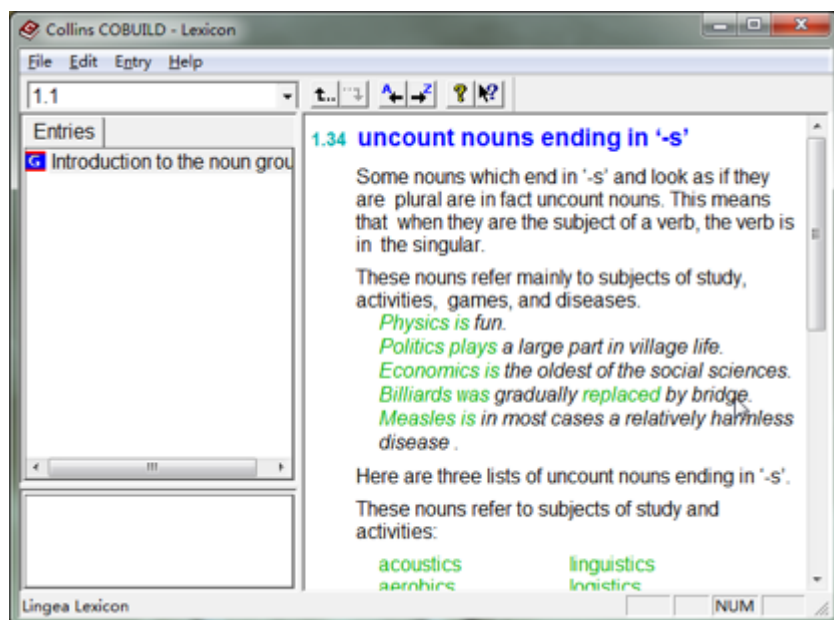 Collins COBUILD - Lexicon
File Edit Entry Help
1.1
Entries
G Introduction to the noun grou
1.34 uncount nouns ending in ‘-s’
Some nouns which end in ‘-s’ and look as if they
are plural are in fact uncount nouns. This means
that when they are the subject of a verb, the verb is
in the singular.
These nouns refer mainly to subjects of study,
activities, games, and diseases.
Physics is fun.
Politics plays a large part in village life.
Economics is the oldest of the social sciences.
Billiards was gradually replaced by bridge.
Measles is in most cases a relatively harmless
disease .
Here are three lists of uncount nouns ending in ‘-s’.
These nouns refer to subjects of study and
activities:
acoustics linguistics
aerobics logistics
Lingea Lexicon
NUM